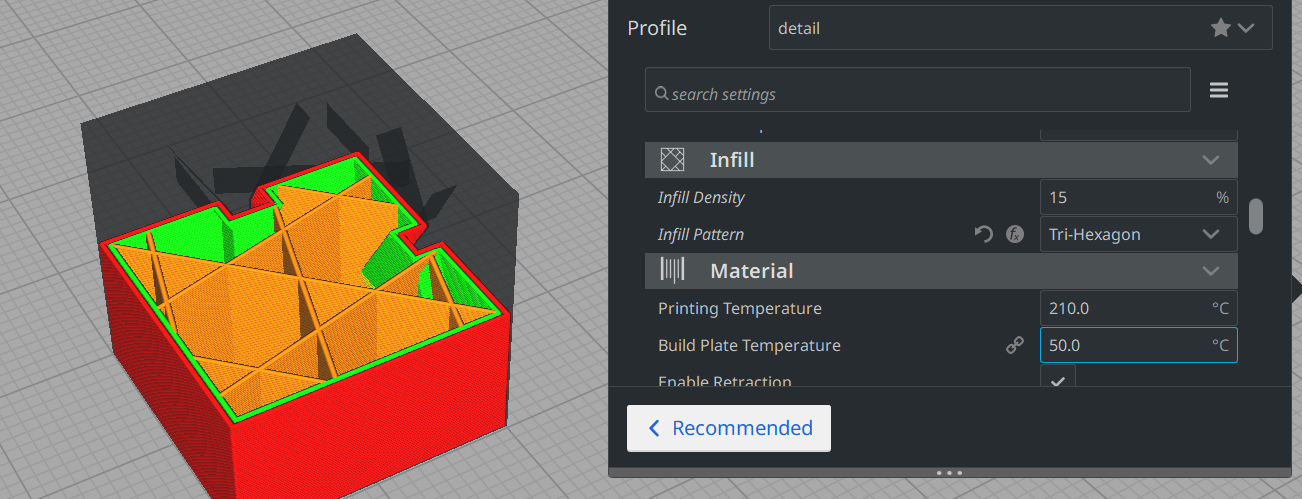 Profile
detail
search settings
Infill
Infill Density 15 %
Infill Pattern fx Tri-Hexagon
Material
Printing Temperature 210.0 °C
Build Plate Temperature 50.0 °C
Enable Retraction
Recommended